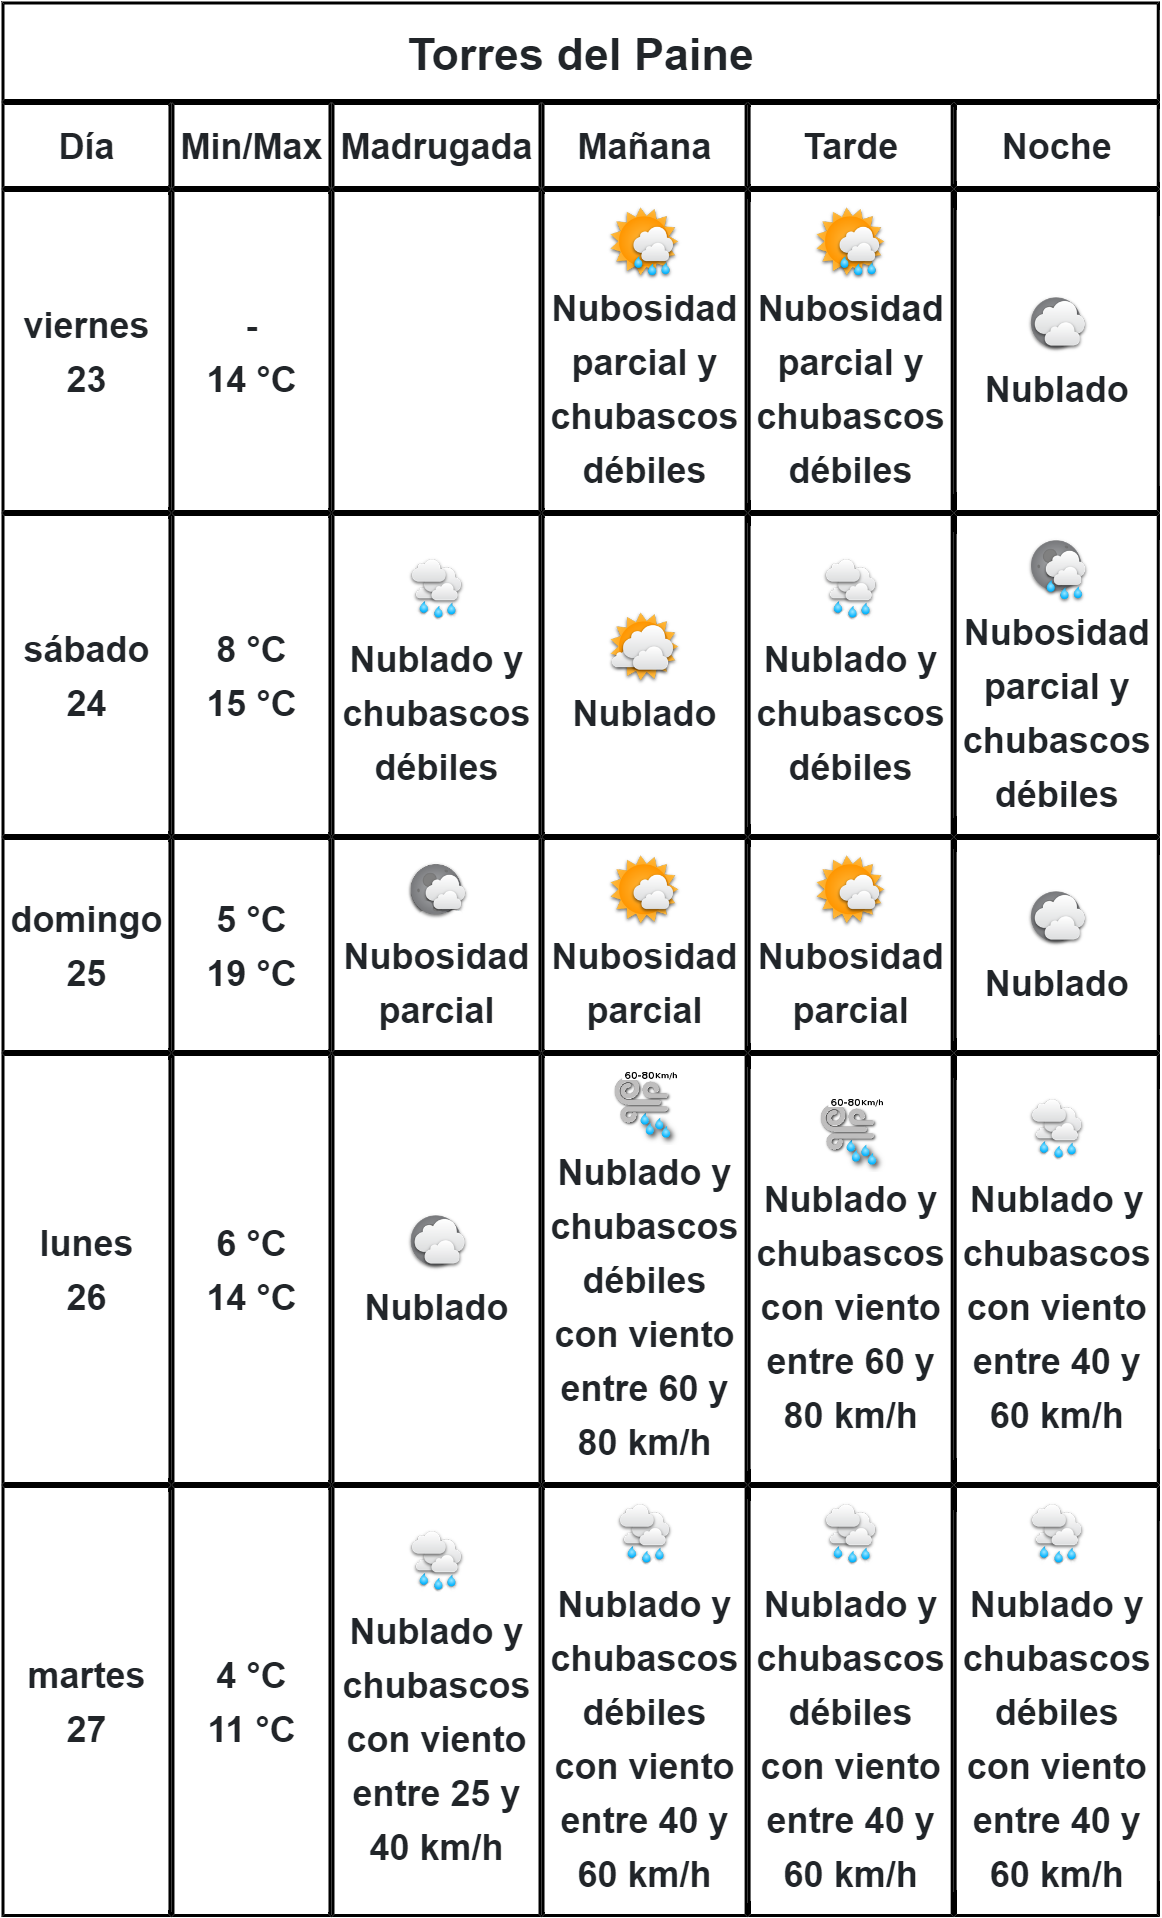 Torres del Paine
Día Min/Max Madrugada Mañana Tarde Noche
viernes
23
-
14 °C
Nubosidad
parcial y
chubascos
débiles
Nubosidad
parcial y
chubascos
débiles
Nublado
sábado
24
8 °C
15 °C
Nublado y
chubascos
débiles
Nublado
Nublado y
chubascos
débiles
Nubosidad
parcial y
chubascos
débiles
domingo
25
5 °C
19 °C
Nubosidad
parcial
Nubosidad
parcial
Nubosidad
parcial
Nublado
lunes
26
6 °C
14 °C
Nublado
60-80Km/h
Nublado y
chubascos
débiles
con viento
entre 60 y
80 km/h
60-80Km/h
Nublado y
chubascos
con viento
entre 60 y
80 km/h
Nublado y
chubascos
con viento
entre 40 y
60 km/h
martes
27
4 °C
11 °C
Nublado y
chubascos
con viento
entre 25 y
40 km/h
Nublado y
chubascos
débiles
con viento
entre 40 y
60 km/h
Nublado y
chubascos
débiles
con viento
entre 40 y
60 km/h
Nublado y
chubascos
débiles
con viento
entre 40 y
60 km/h